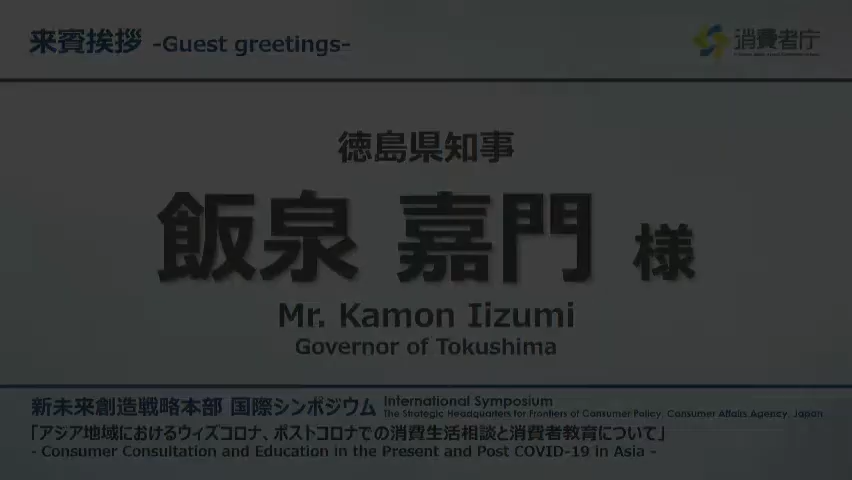 来賓挨拶 -Guest greetings-
消費者庁
徳島県知事
飯泉 嘉門 様
Mr. Kamon Iizumi
Governor of Tokushima
新未来創造戦略本部 国際シンポジウム International Symposium
The Strategic Headquarters for Frontiers of Consumer Policy, Consumer Affairs Agency, Japan
「アジア地域におけるウィズコロナ、ポストコロナでの消費生活相談と消費者教育について」
- Consumer Consultation and Education in the Present and Post COVID-19 in Asia -